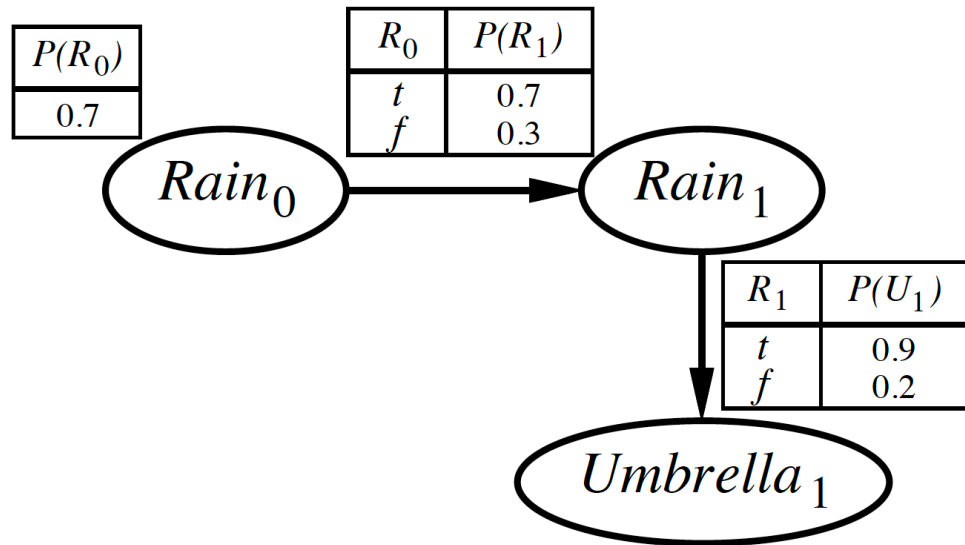 P(R0)
0.7
R0 P(R1)
t 0.7
f 0.3
Rain0
Rain1
R1 P(U1)
t 0.9
f 0.2
Umbrella1